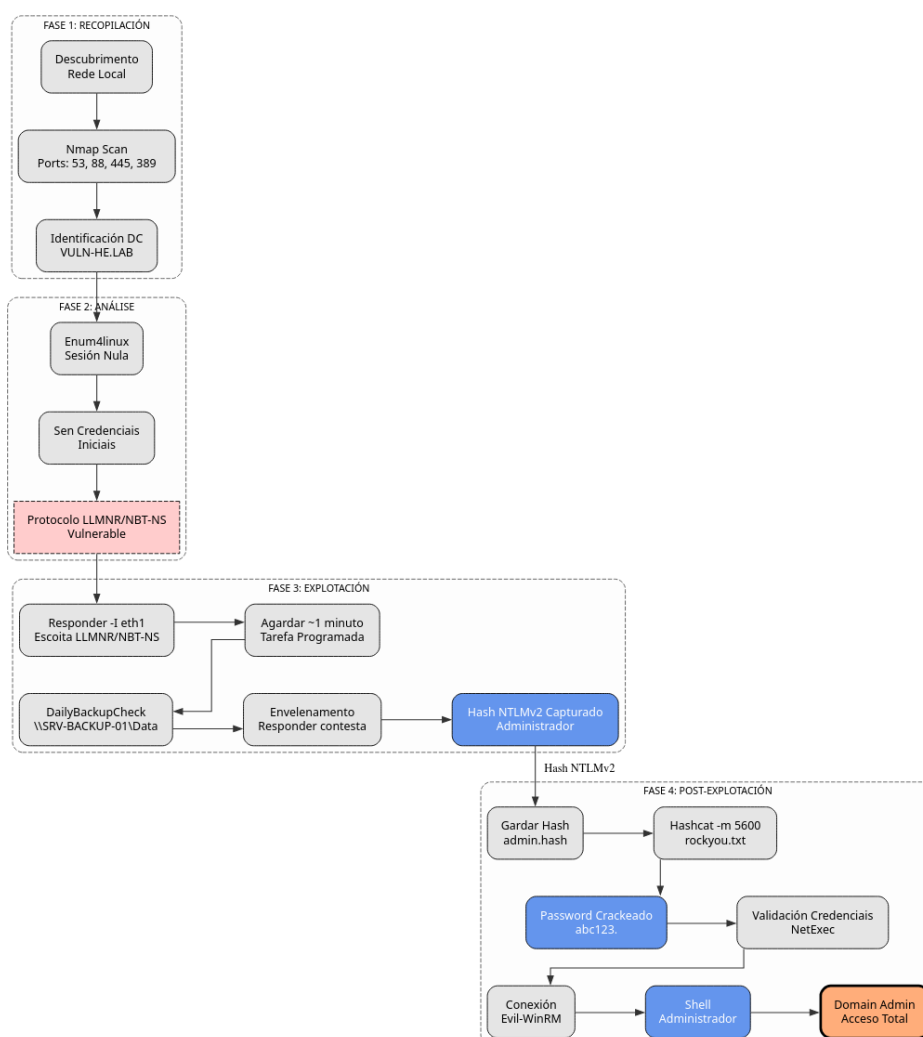 FASE 1: RECOPILACIÓN
Descubrimento
Rede Local
Nmap Scan
Ports: 53, 88, 445, 389
Identificación DC
VULN-HE.LAB
FASE 2: ANÁLISE
Enum4linux
Sesión Nula
Sen Credenciais
Iniciais
Protocolo LLMNR/NBT-NS
Vulnerable
FASE 3: EXPLOTACIÓN
Responder -I eth1
Escoita LLMNR/NBT-NS
Agardar ~1 minuto
Tarefa Programada
DailyBackupCheck
\\SRV-BACKUP-01\Data
Envelenamento
Responder contesta
Hash NTLMv2 Capturado
Administrador
Hash NTLMv2
FASE 4: POST-EXPLOTACIÓN
Gardar Hash
admin.hash
Hashcat -m 5600
rockyou.txt
Password Crackeado
abc123.
Validación Credenciais
NetExec
Conexión
Evil-WinRM
Shell
Administrador
Domain Admin
Acceso Total